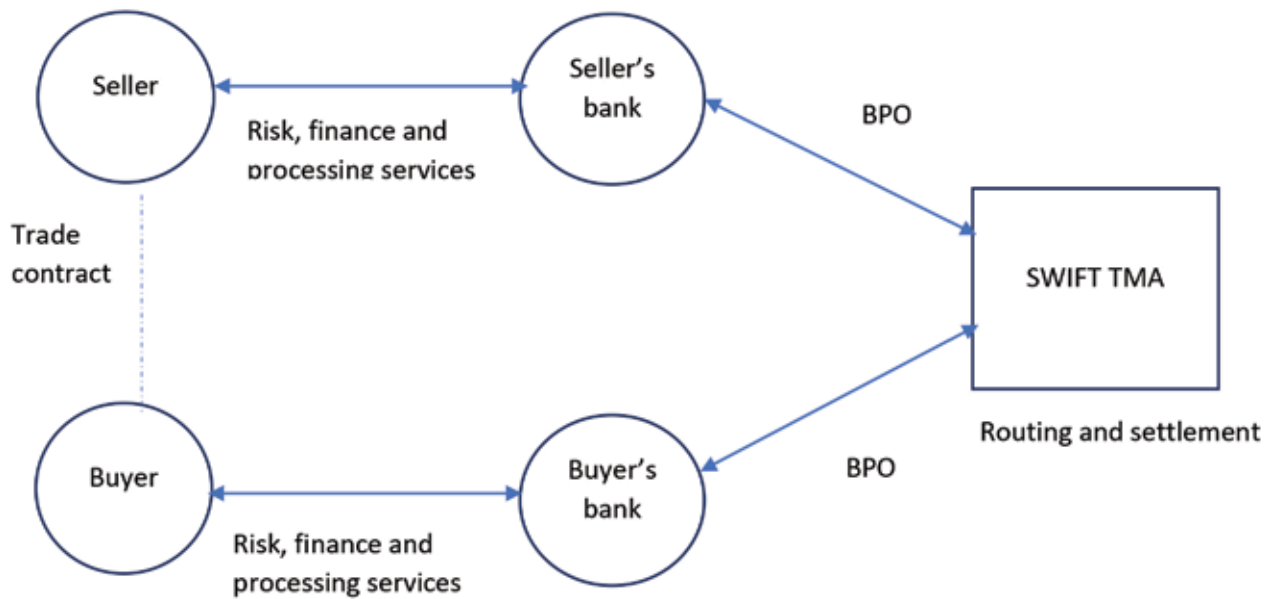 Seller
Seller's
bank
BPO
Risk, finance and
processing services
Trade
contract
SWIFT TMA
Routing and settlement
Buyer
Buyer's
bank
BPO
Risk, finance and
processing services